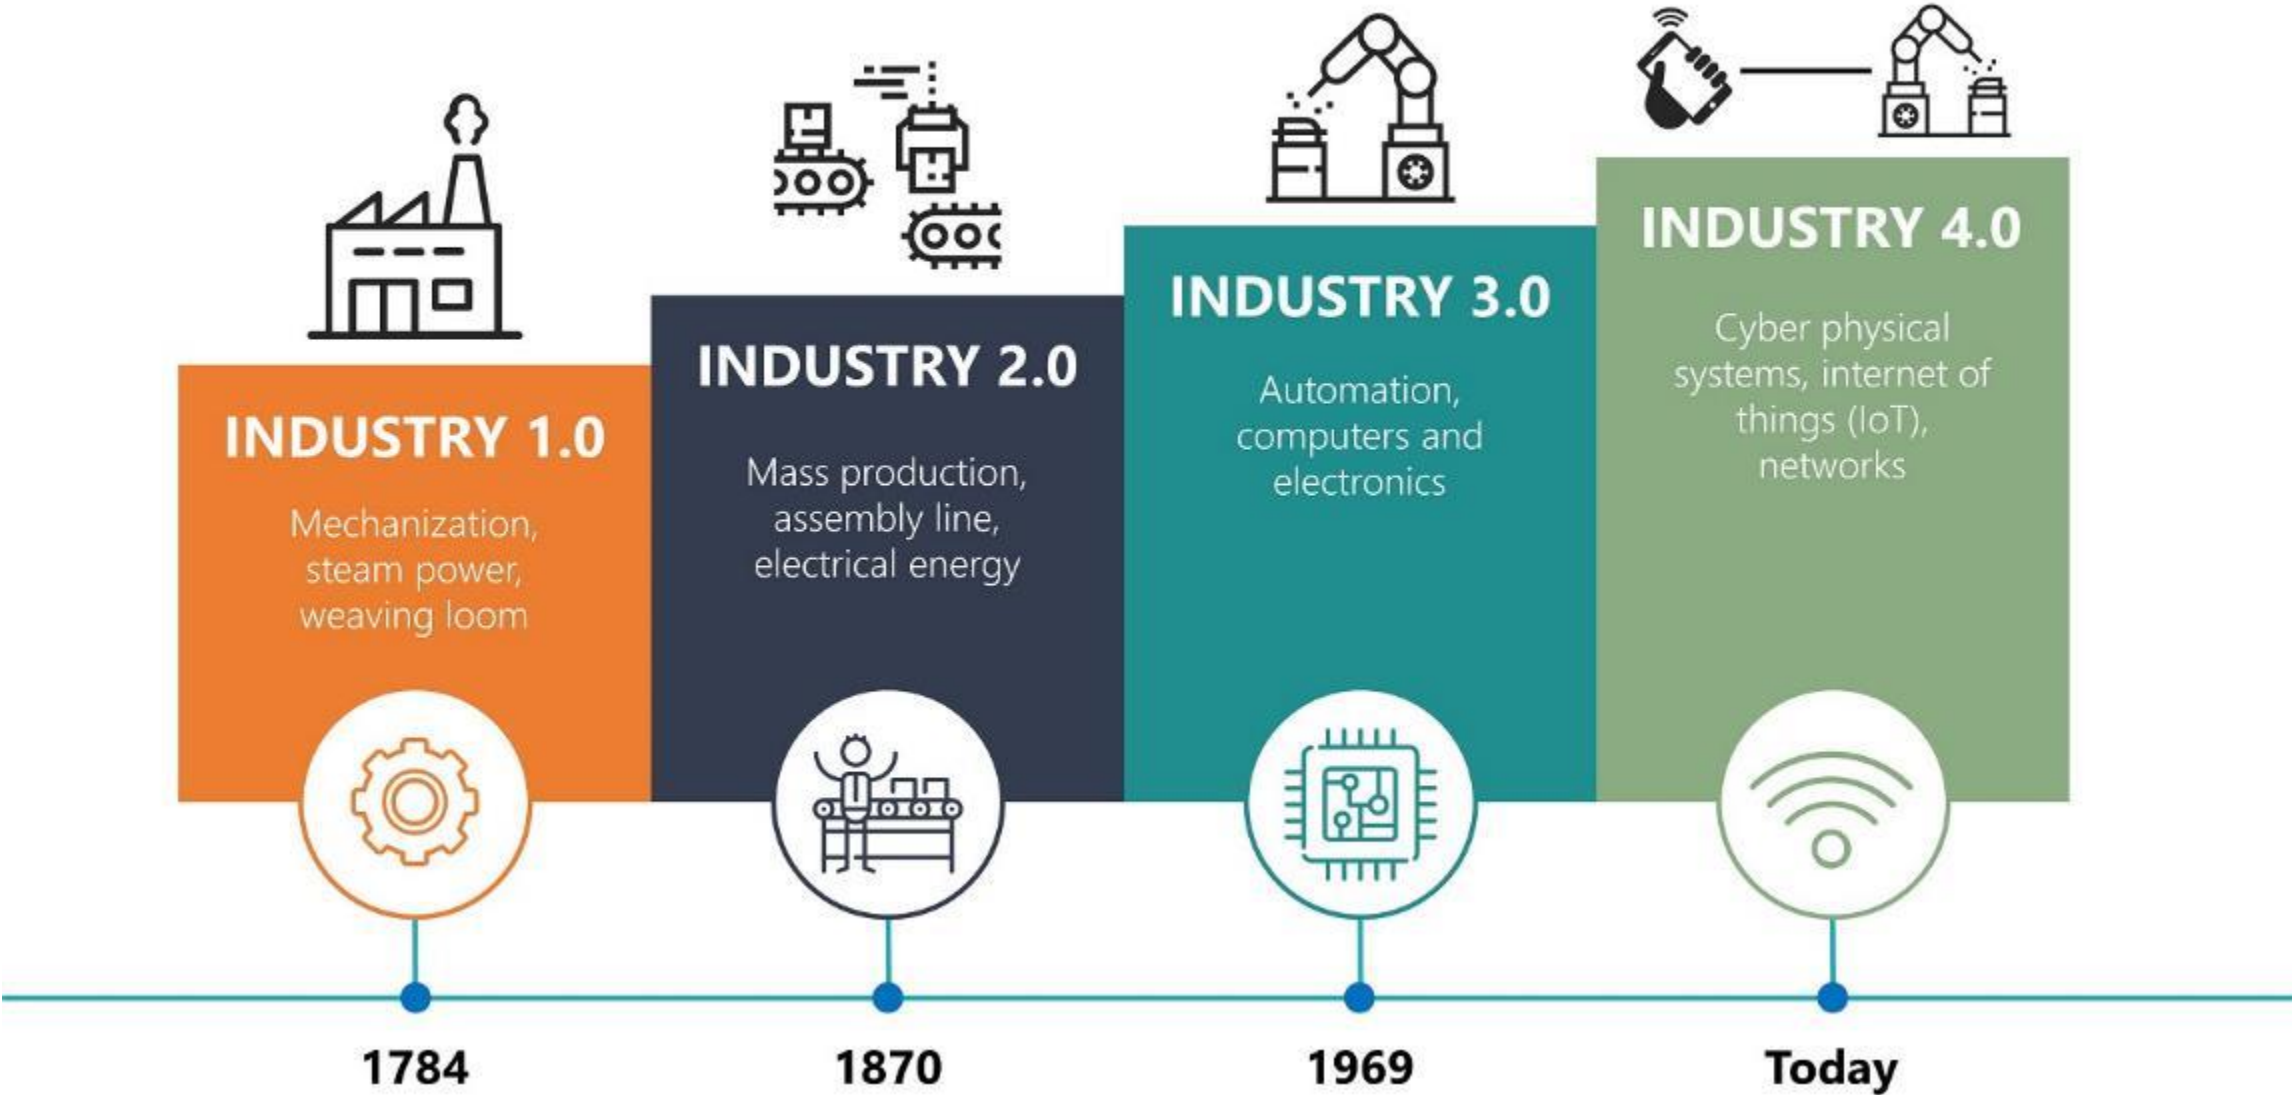 INDUSTRY 1.0
Mechanization,
steam power,
weaving loom
1784
INDUSTRY 2.0
Mass production,
assembly line,
electrical energy
1870
INDUSTRY 3.0
Automation,
computers and
electronics
1969
INDUSTRY 4.0
Cyber physical
systems, internet of
things (IoT),
networks
Today